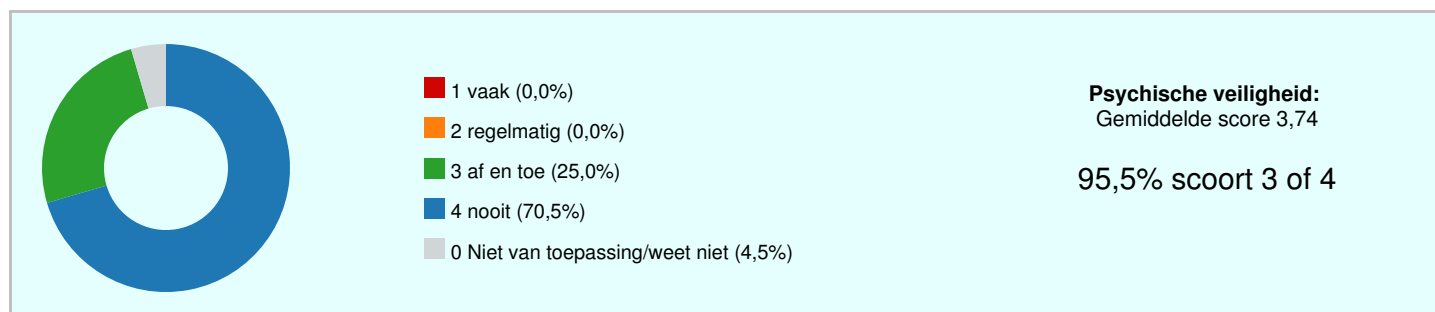 1 vaak (0,0%)
2 regelmatig (0,0%)
3 af en toe (25,0%)
4 nooit (70,5%)
0 Niet van toepassing/weet niet (4,5%)
Psychische veiligheid:
Gemiddelde score 3,74
95,5% scoort 3 of 4